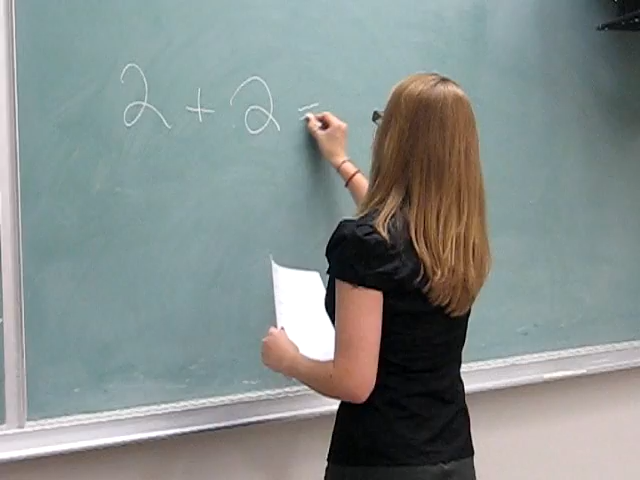 2 + 2 =